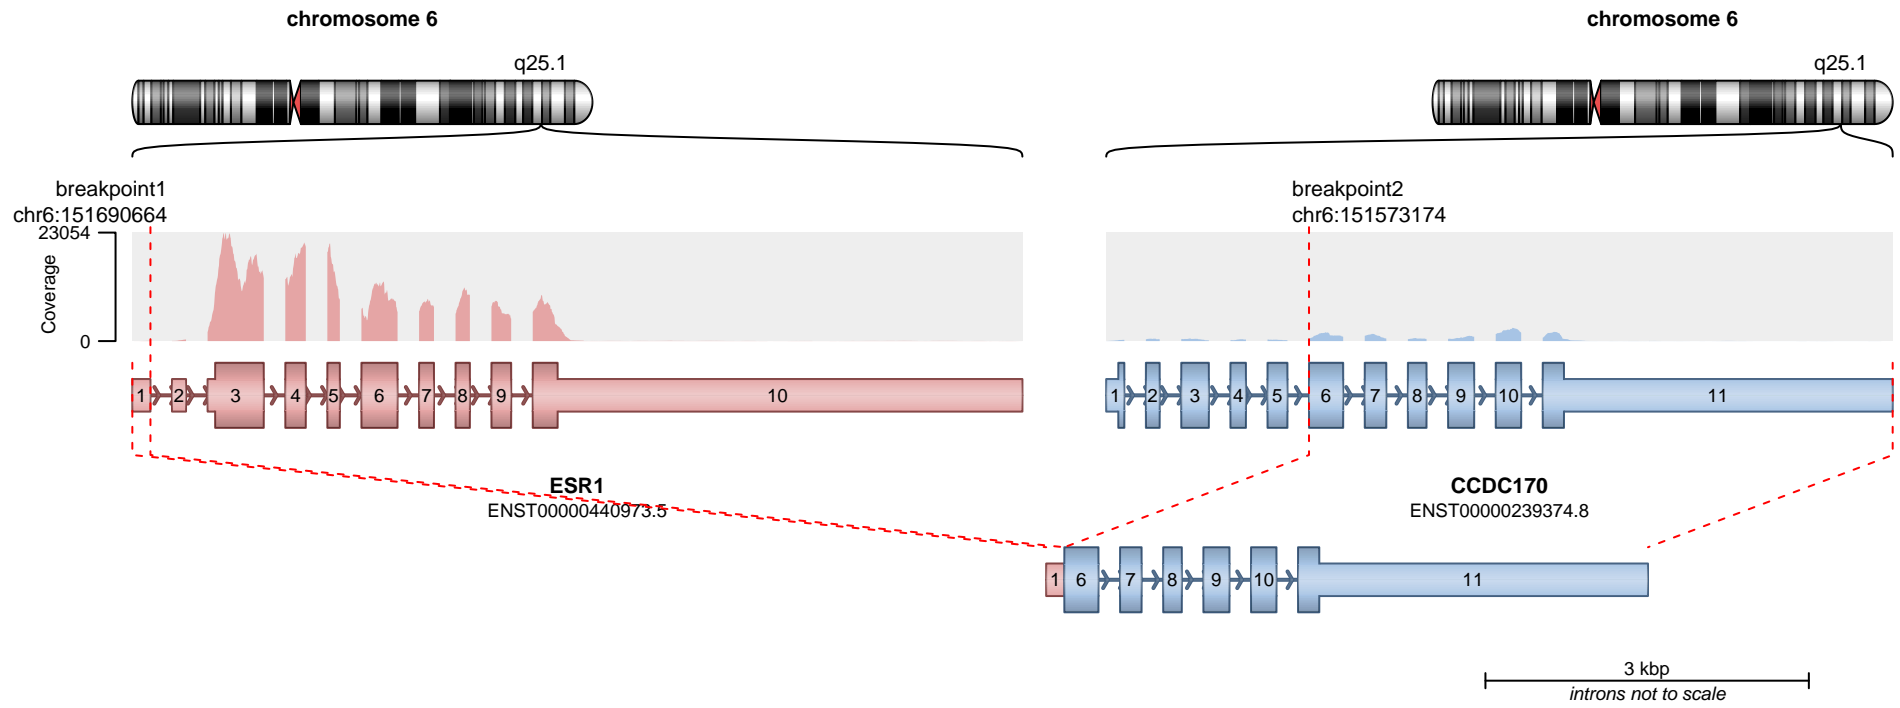 chromosome 6
chromosome 6
q25.1
q25.1
breakpoint1
chr6:151690664
breakpoint2
chr6:151573174
23054
Coverage
0
1 2 3 4 5 6 7 8 9 10
1 2 3 4 5 6 7 8 9 10 11
ESR1
ENST00000440973.5
CCDC170
ENST00000239374.8
1 6 7 8 9 10 11
3 kbp
introns not to scale